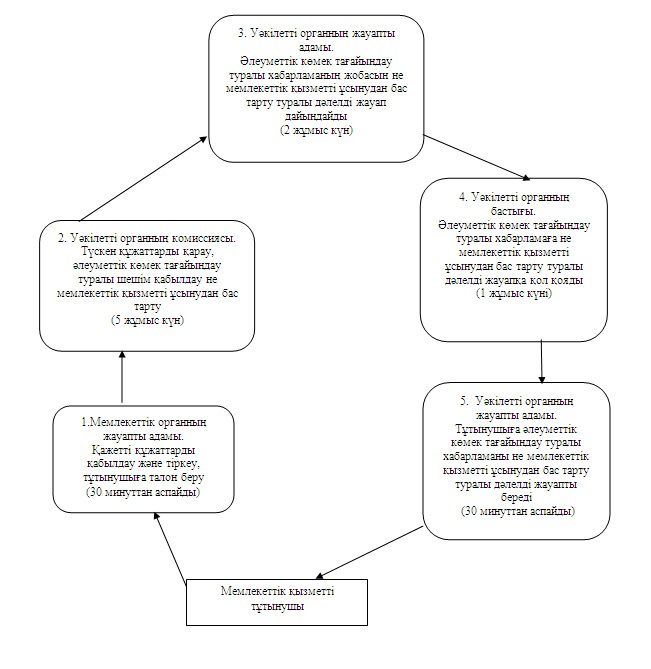 3. Уәкілетті органның жауапты
адамы.
Әлеуметтік көмек тағайындау
туралы хабарламаның жобасын не
мемлекеттік қызметті ұсынудан бас
тарту туралы дәлелді жауап
дайындайды
(2 жұмыс күн)
4. Уәкілетті органның
бастығы.
Әлеуметтік көмек тағайындау
туралы хабарламаға не
мемлекеттік қызметті
ұсынудан бас тарту туралы
дәлелді жауапқа қол қояды
(1 жұмыс күні)
2. Уәкілетті органның комиссиясы.
Түскен құжаттарды қарау,
әлеуметтік көмек тағайындау
туралы шешім қабылдау не
мемлекеттік қызметті ұсынудан бас
тарту
(5 жұмыс күн)
5. Уәкілетті органның
жауапты адамы.
Тұтынушыға әлеуметтік
көмек тағайындау туралы
хабарламаны не мемлекеттік
қызметті ұсынудан бас тарту
туралы дәлелді жауапты
береді
(30 минуттан аспайды)
1.Мемлекеттік органның
жауапты адамы.
Қажетті құжаттарды
қабылдау және тіркеу,
тұтынушыға талон беру
(30 минуттан аспайды)
Мемлекеттік қызметті
тұтынушы